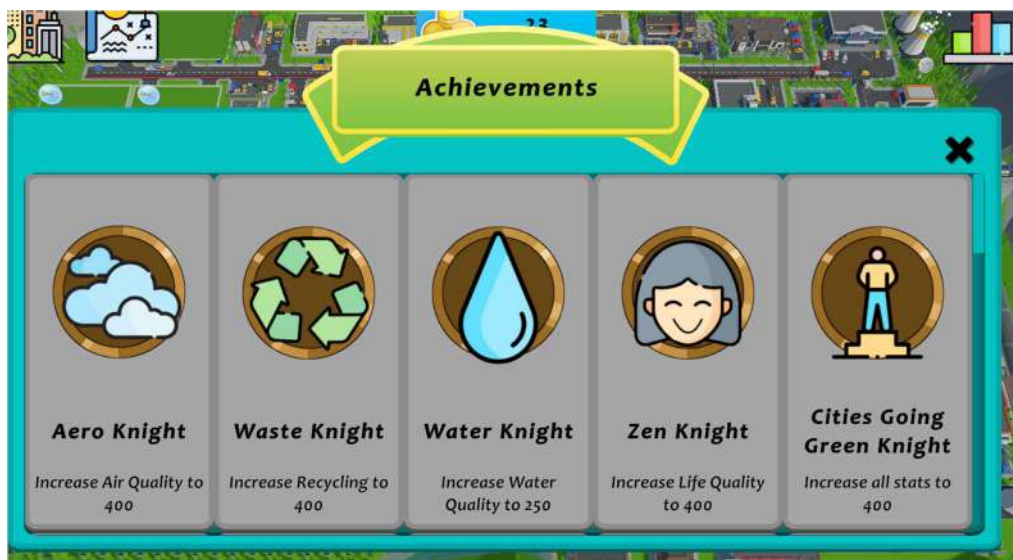 23
Achievements
Aero Knight
Increase Air Quality to
400
Waste Knight
Increase Recycling to
400
Water Knight
Increase Water
Quality to 250
Zen Knight
Increase Life Quality
to 400
Cities Going
Green Knight
Increase all stats to
400